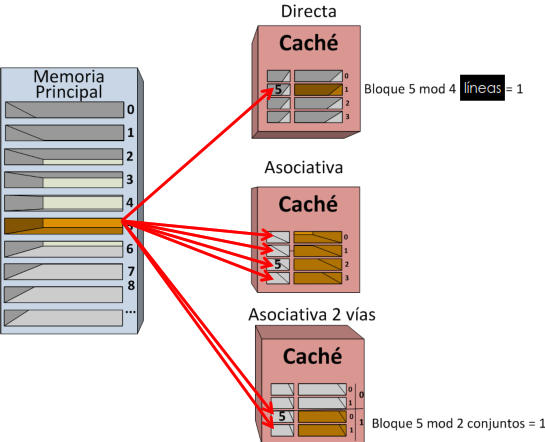 Directa
Caché
0
5
1
2
3
Bloque 5 mod 4 líneas = 1
Memoria
Principal
0
1
2
3
4
5
6
7
8
...
Asociativa
Caché
0
1
5
2
3
Asociativa 2 vías
Caché
0
0
1
5
0
1
1
Bloque 5 mod 2 conjuntos = 1